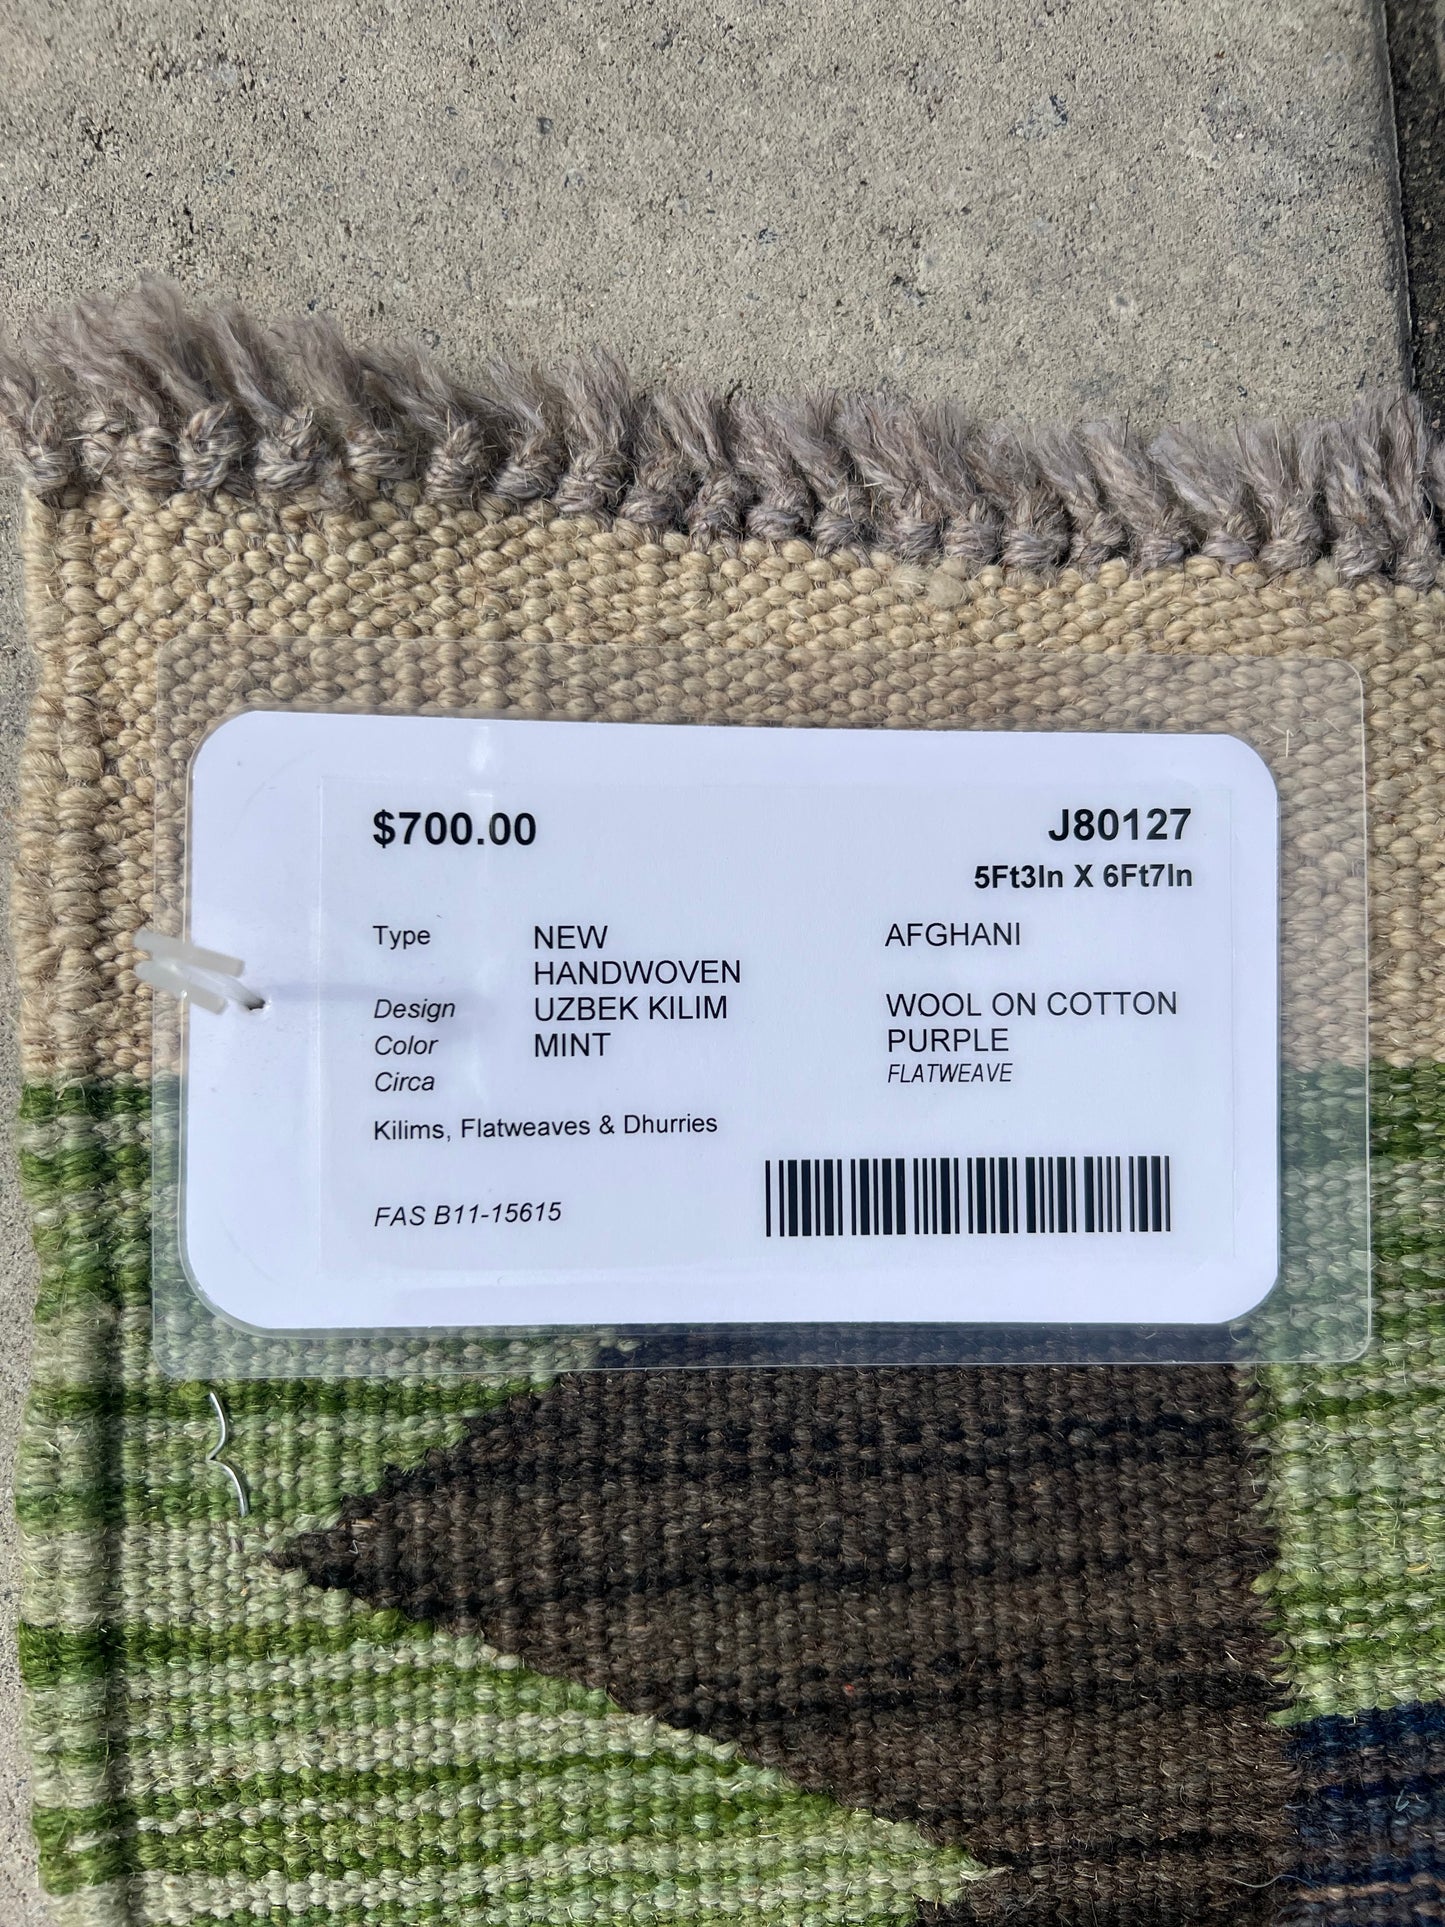 $700.00 J80127
5Ft3In X 6Ft7In
Type NEW AFGHANI
HANDWOVEN
Design UZBEK KILIM WOOL ON COTTON
Color MINT PURPLE
Circa FLATWEAVE
Kilims, Flatweaves & Dhurries
FAS B11-15615